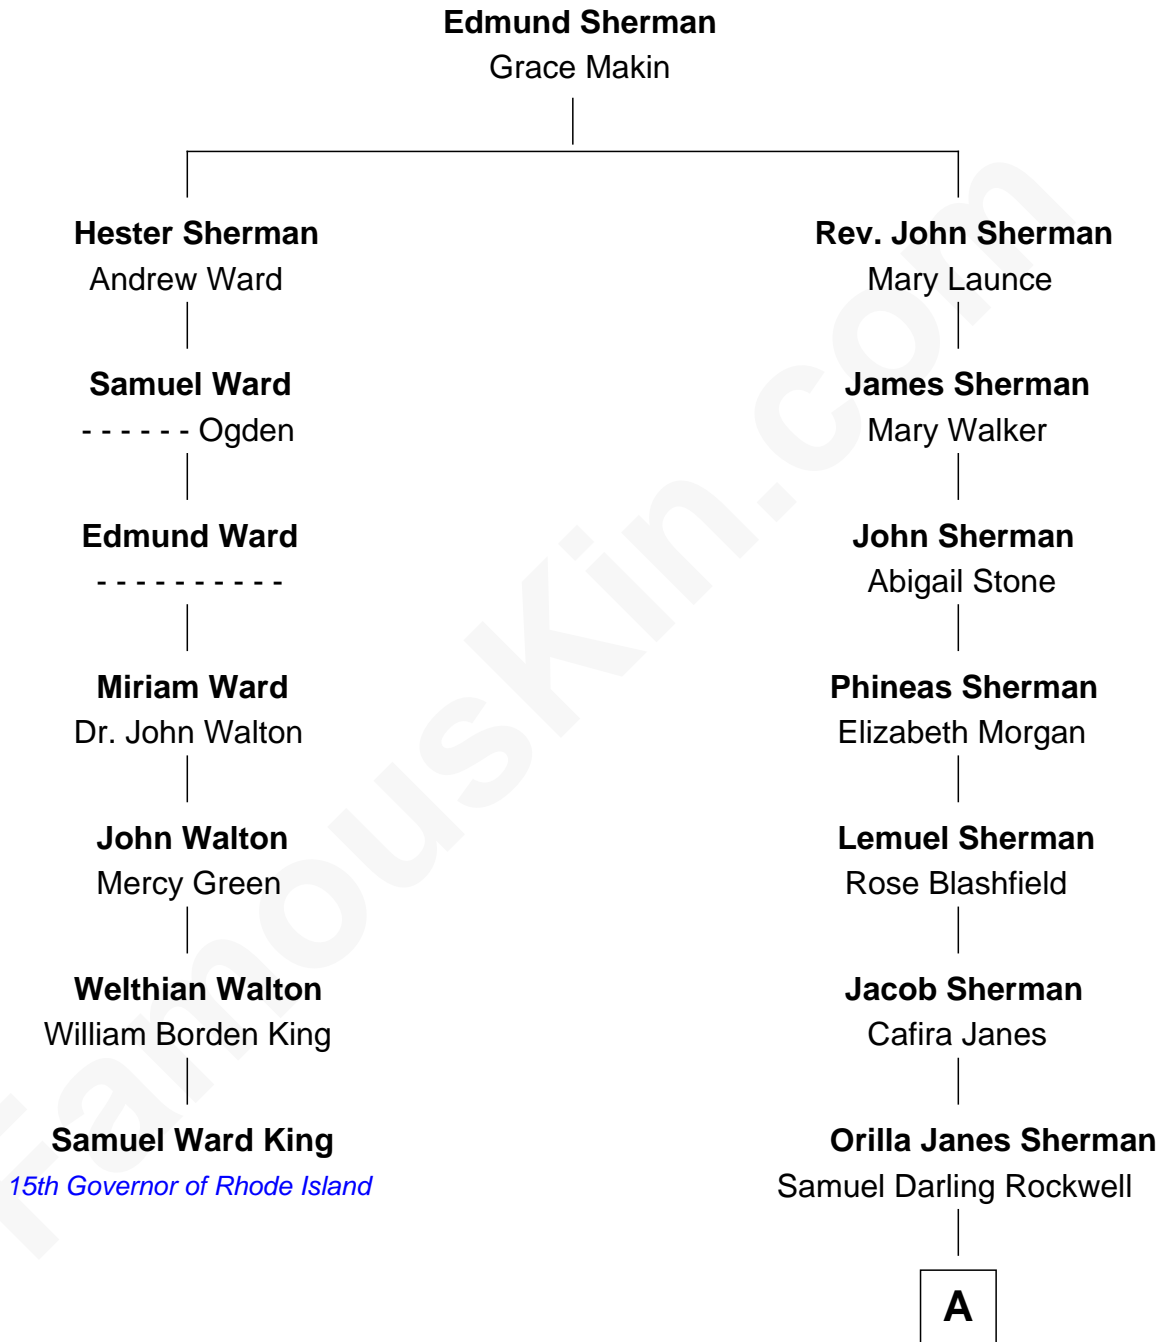 Edmund Sherman
Grace Makin
Hester Sherman
Andrew Ward
Samuel Ward
- - - - - - Ogden
Edmund Ward
- - - - - - - - - -
Miriam Ward
Dr. John Walton
John Walton
Mercy Green
Welthian Walton
William Borden King
Samuel Ward King
15th Governor of Rhode Island
Rev. John Sherman
Mary Launce
James Sherman
Mary Walker
John Sherman
Abigail Stone
Phineas Sherman
Elizabeth Morgan
Lemuel Sherman
Rose Blashfield
Jacob Sherman
Cafira Janes
Orilla Janes Sherman
Samuel Darling Rockwell
A
FamousKin.com